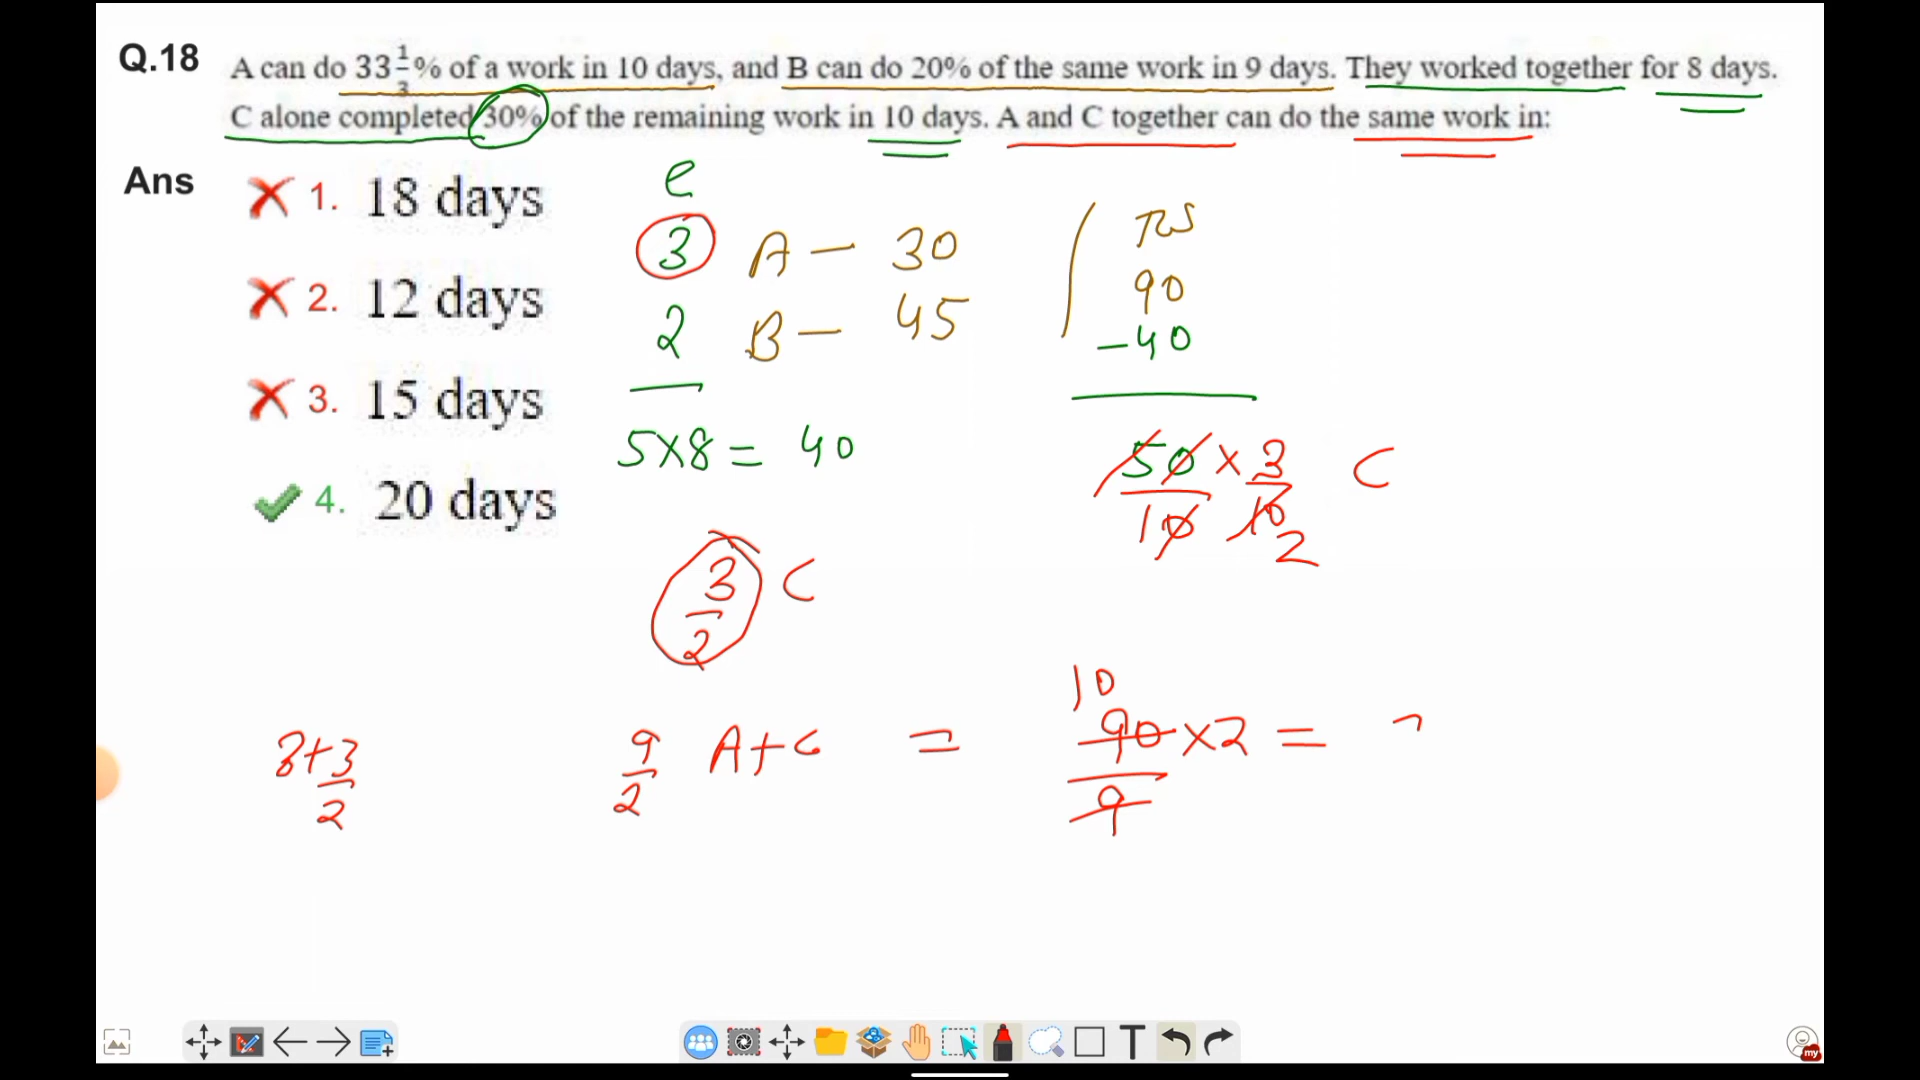 Q.18 A can do 33 1/3% of a work in 10 days, and B can do 20% of the same work in 9 days. They worked together for 8 days.
C alone completed 30% of the remaining work in 10 days. A and C together can do the same work in:
Ans
1. 18 days
2. 12 days
3. 15 days
4. 20 days
e
3 A – 30
2 B – 45
5×8 = 40
90
– 40
50/10 × 3/10 C
2
3/2 C
3+3/2
9/2 A+C = 90/9 ×2 =
10
T
my